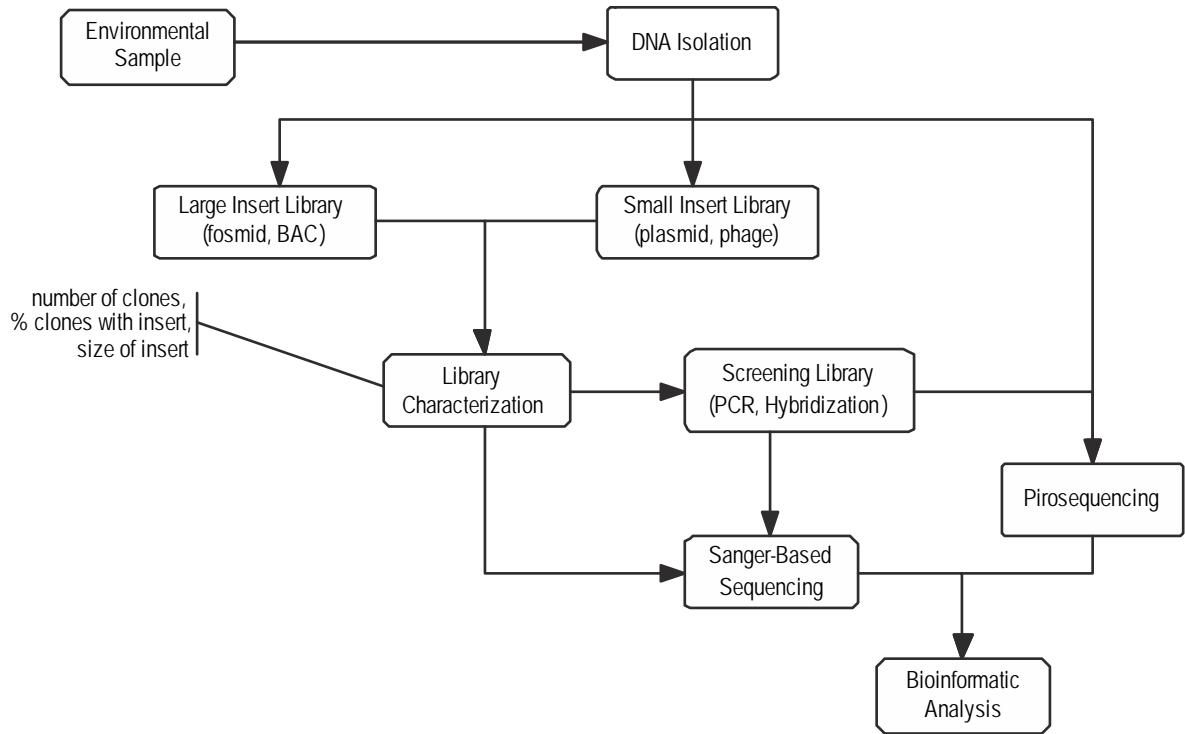 Environmental
Sample
DNA Isolation
Large Insert Library
(fosmid, BAC)
Small Insert Library
(plasmid, phage)
number of clones,
% clones with insert,
size of insert
Library
Characterization
Screening Library
(PCR, Hybridization)
Pirosequencing
Sanger-Based
Sequencing
Bioinformatic
Analysis